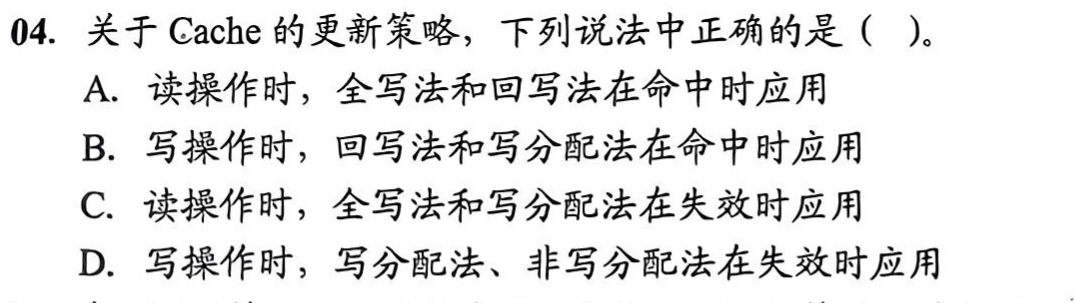 04. 关于 Cache 的更新策略，下列说法中正确的是（ ）。
A. 读操作时，全写法和回写法在命中时应用
B. 写操作时，回写法和写分配法在命中时应用
C. 读操作时，全写法和写分配法在失效时应用
D. 写操作时，写分配法、非写分配法在失效时应用